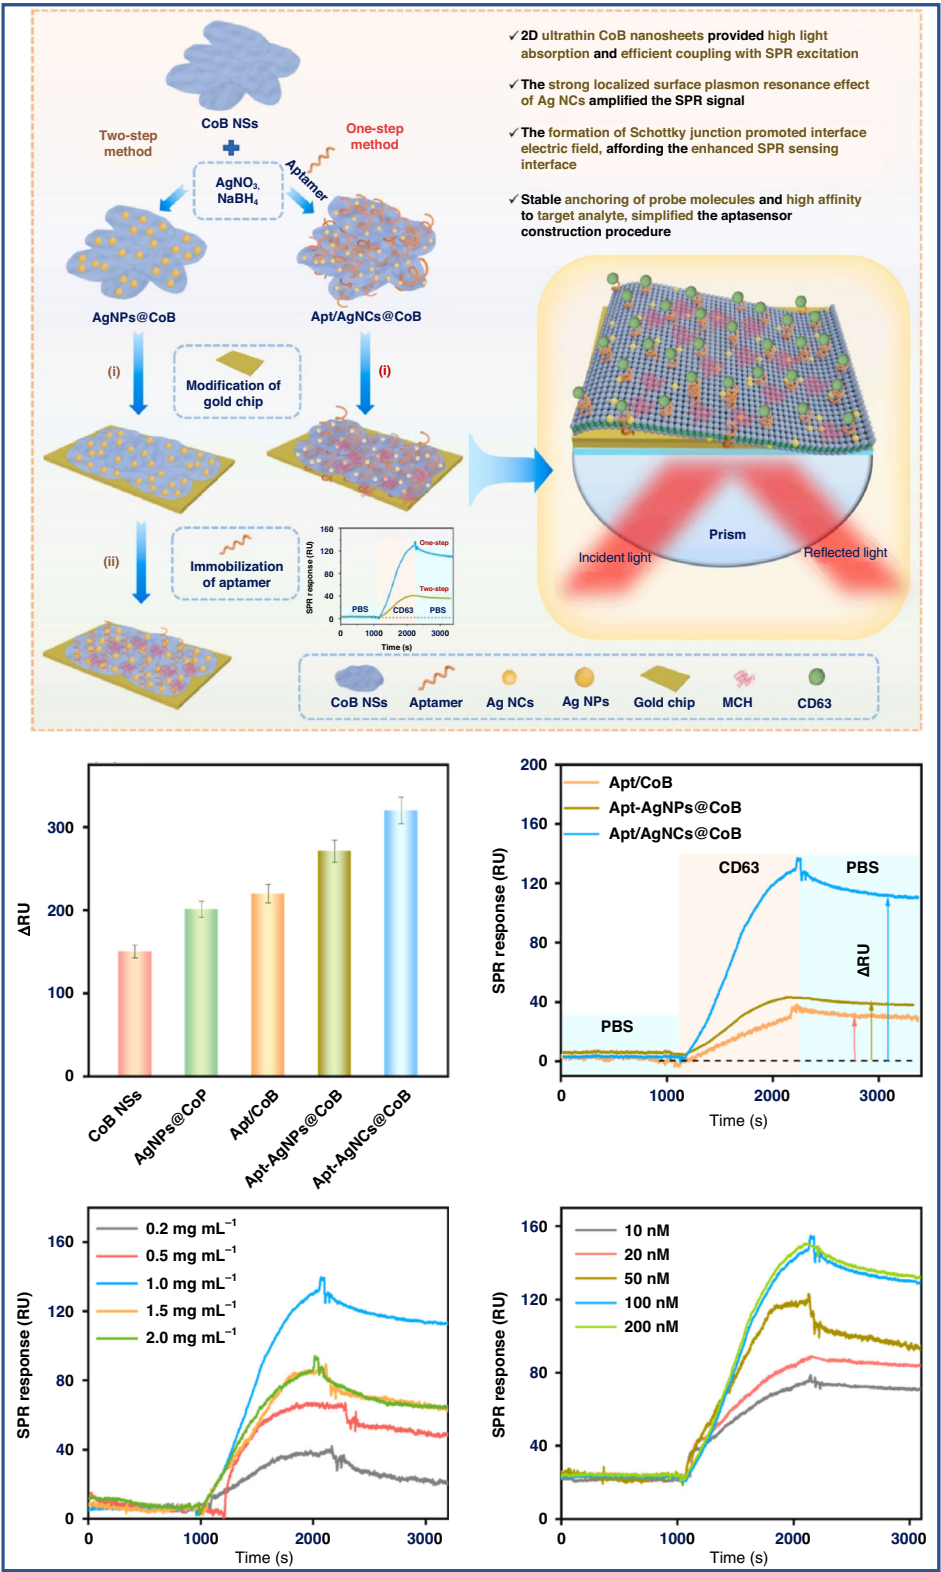 CoB NSs
Two-step
method
One-step
method
Aptamer
AgNO₃,
NaBH₄
AgNPs@CoB
Apt/AgNCs@CoB
✓2D ultrathin CoB nanosheets provided high light
absorption and efficient coupling with SPR excitation
✓The strong localized surface plasmon resonance effect
of Ag NCs amplified the SPR signal
✓The formation of Schottky junction promoted interface
electric field, affording the enhanced SPR sensing
interface
✓Stable anchoring of probe molecules and high affinity
to target analyte, simplified the aptasensor
construction procedure
(i)
Modification of
gold chip
(i)
(ii)
Immobilization
of aptamer
SPR response (RU)
160
120
80
40
0
One-step
Two-step
PBS
CD63
PBS
0
1000
2000
3000
Time (s)
Incident light
Prism
Reflected light
CoB NSs
Aptamer
Ag NCs
Ag NPs
Gold chip
MCH
CD63
ΔRU
300
200
100
0
CoB NSs
AgNPs@CoP
Apt/CoB
Apt-AgNPs@CoB
Apt-AgNCs@CoB
SPR response (RU)
200
160
120
80
40
0
Apt/CoB
Apt-AgNPs@CoB
Apt/AgNCs@CoB
CD63
PBS
ΔRU
PBS
0
1000
2000
3000
Time (s)
SPR response (RU)
160
120
80
40
0
0.2 mg mL⁻¹
0.5 mg mL⁻¹
1.0 mg mL⁻¹
1.5 mg mL⁻¹
2.0 mg mL⁻¹
0
1000
2000
3000
Time (s)
SPR response (RU)
160
120
80
40
0
10 nM
20 nM
50 nM
100 nM
200 nM
0
1000
2000
3000
Time (s)